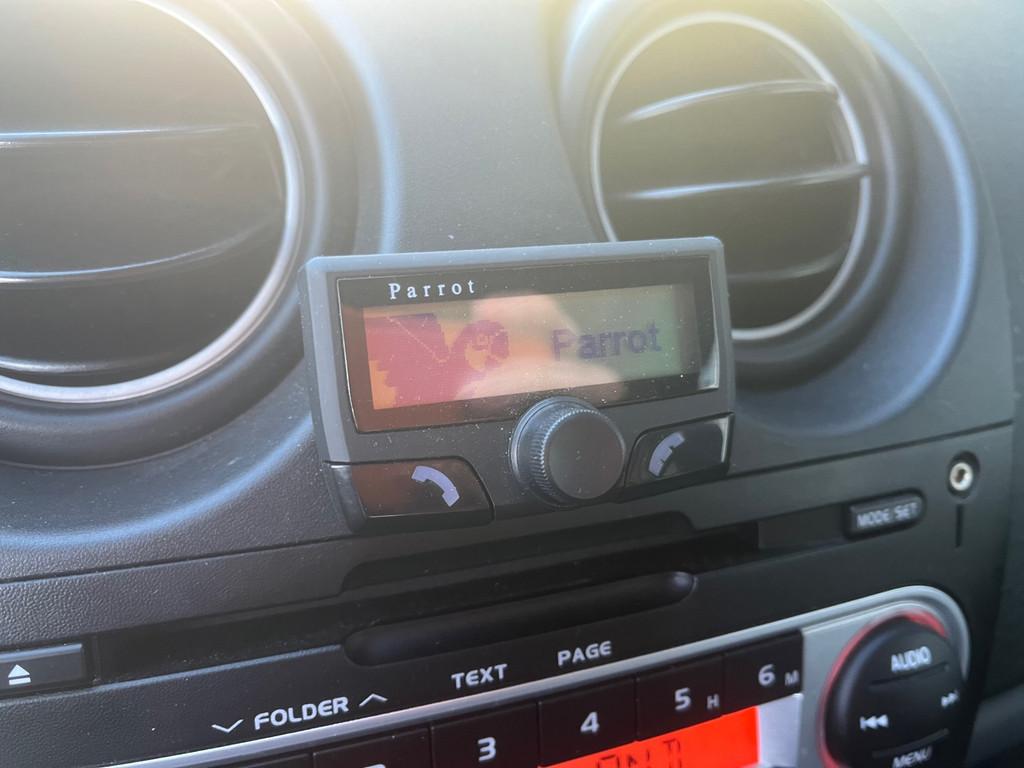 Parrot
Parrot
MODE/SET
TEXT PAGE
FOLDER
3 4 5 H 6 M
AUDIO
MENU